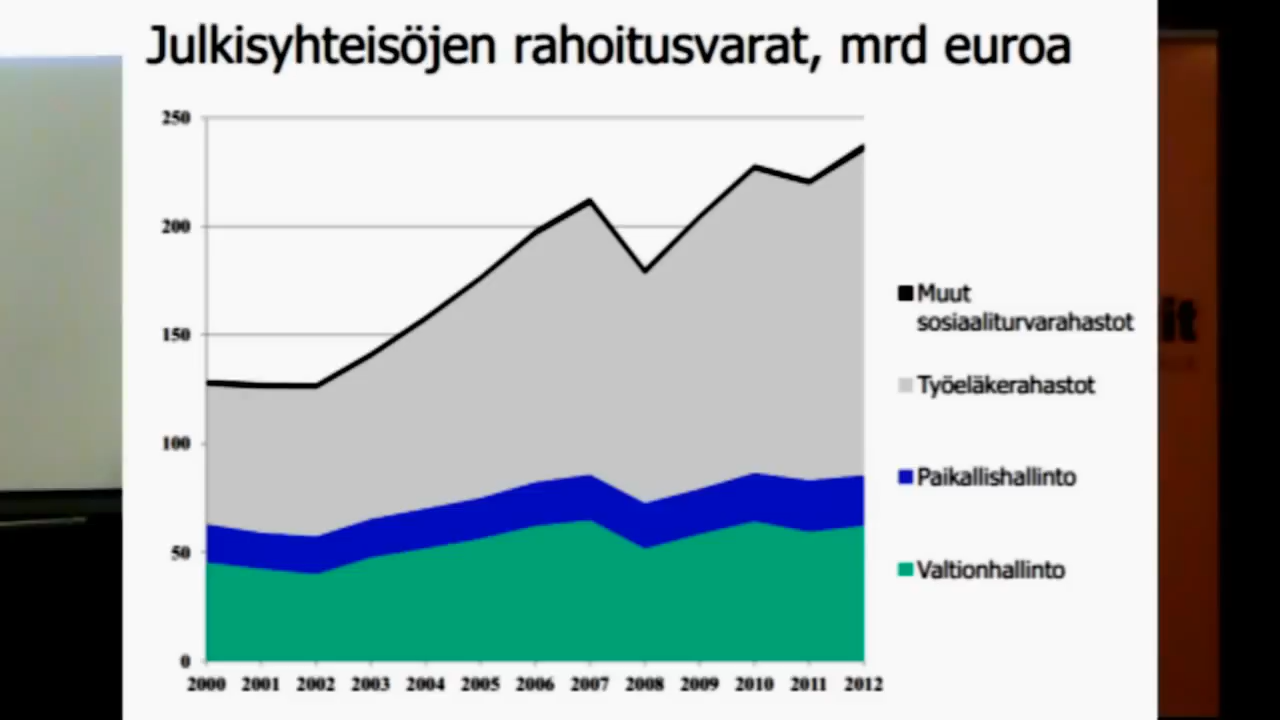 Julkisyhteisöjen rahoitusvarat, mrd euroa
250
200
150
100
50
0
2000 2001 2002 2003 2004 2005 2006 2007 2008 2009 2010 2011 2012
Muut
sosiaaliturvarahastot
Työeläkerahastot
Paikallishallinto
Valtionhallinto
it